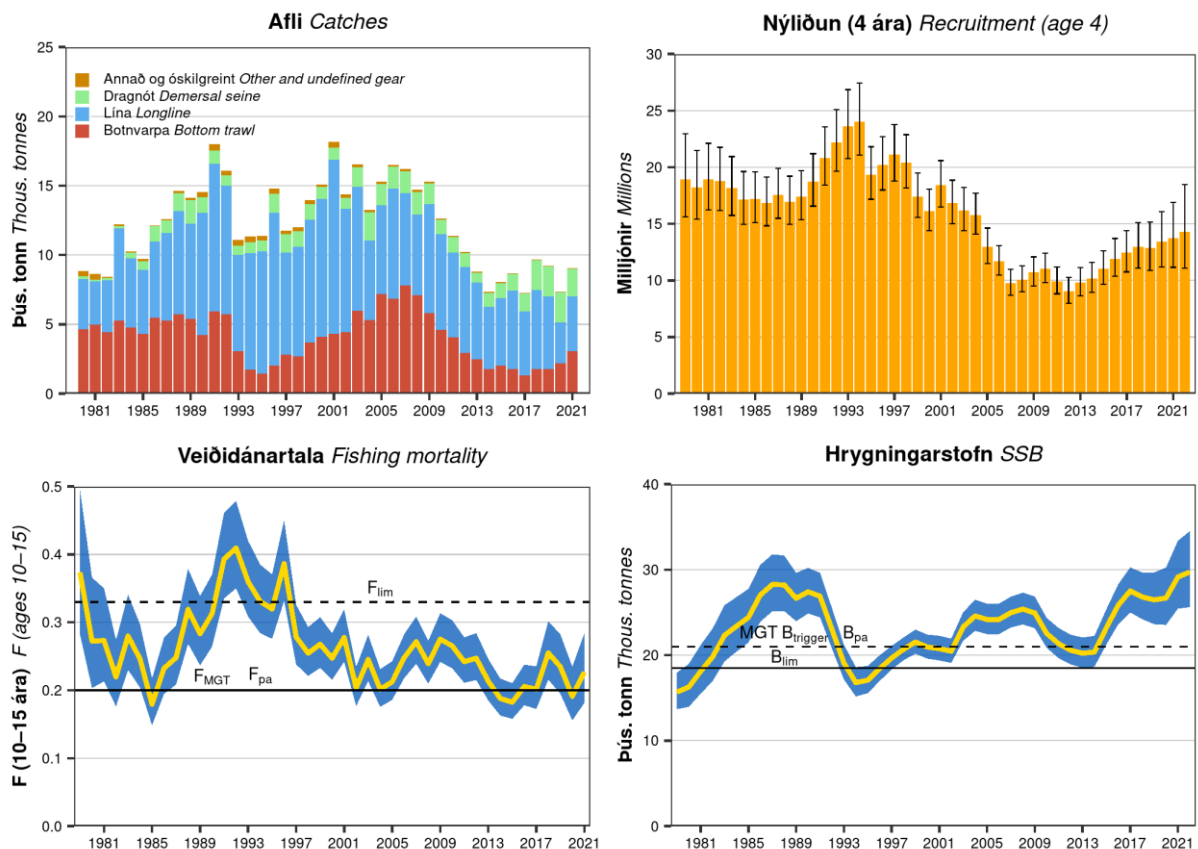 Afli Catches
Þús. tonn Thous. tonnes
25
20
15
10
5
0
Annað og óskilgreint Other and undefined gear
Dragnót Demersal seine
Lína Longline
Botnvarpa Bottom trawl
1981 1985 1989 1993 1997 2001 2005 2009 2013 2017 2021
Nýliðun (4 ára) Recruitment (age 4)
Milljónir Millions
30
25
20
15
10
5
0
1981 1985 1989 1993 1997 2001 2005 2009 2013 2017 2021
Veiðidánartala Fishing mortality
F (10–15 ára) F (ages 10–15)
0.5
0.4
0.3
0.2
0.1
0.0
Flim
FMGT Fpa
1981 1985 1989 1993 1997 2001 2005 2009 2013 2017 2021
Hrygningarstofn SSB
Þús. tonn Thous. tonnes
40
30
20
10
0
MGT Btrigger Bpa
Blim
1981 1985 1989 1993 1997 2001 2005 2009 2013 2017 2021